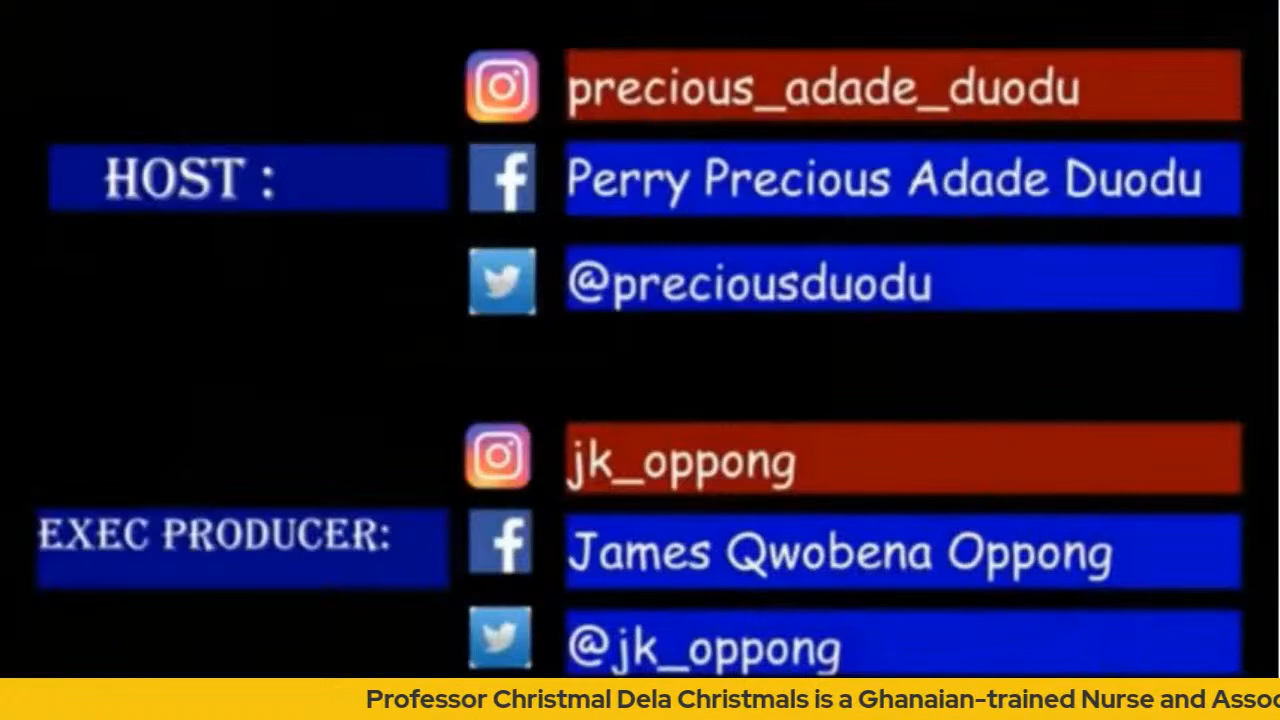 precious_adade_duodu
HOST :
Perry Precious Adade Duodu
@preciousduodu
jk_oppong
EXEC PRODUCER:
James Qwobena Oppong
@jk_oppong
Professor Christmal Dela Christmals is a Ghanaian-trained Nurse and